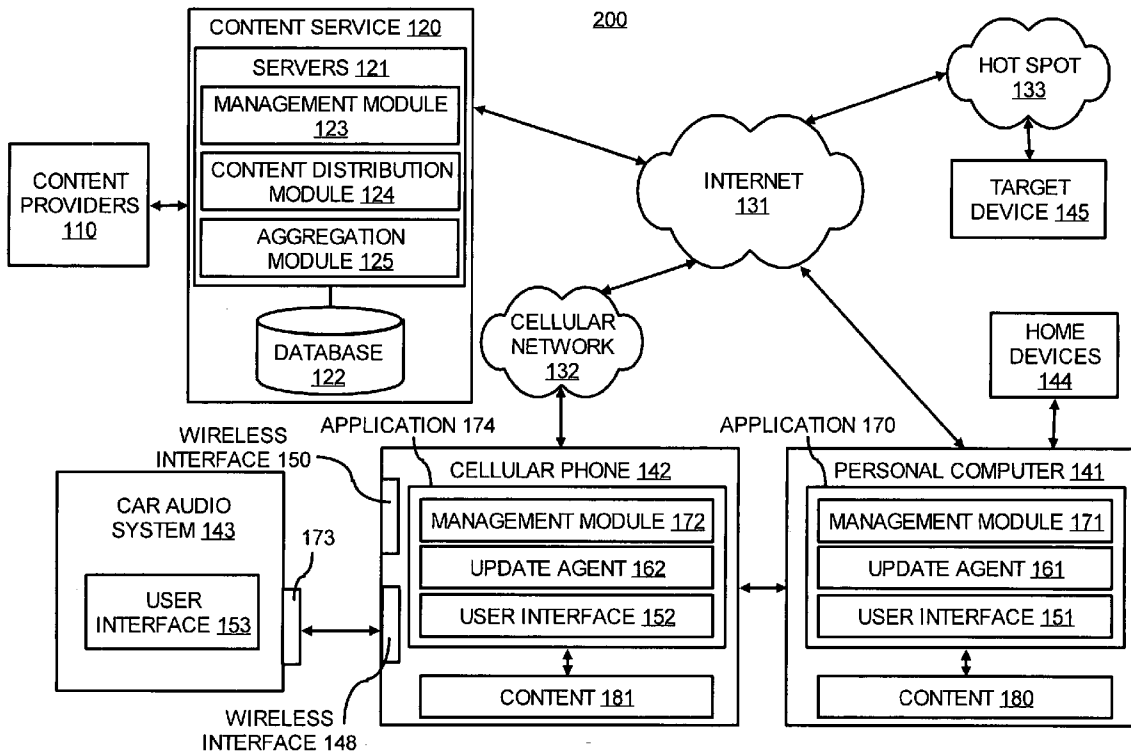 200
CONTENT SERVICE 120
SERVERS 121
MANAGEMENT MODULE
123
CONTENT DISTRIBUTION
MODULE 124
AGGREGATION
MODULE 125
DATABASE
122
CONTENT
PROVIDERS
110
INTERNET
131
HOT SPOT
133
TARGET
DEVICE 145
CELLULAR
NETWORK
132
HOME
DEVICES
144
WIRELESS
INTERFACE 150
APPLICATION 174
APPLICATION 170
CAR AUDIO
SYSTEM 143
173
USER
INTERFACE 153
WIRELESS
INTERFACE 148
CELLULAR PHONE 142
MANAGEMENT MODULE 172
UPDATE AGENT 162
USER INTERFACE 152
CONTENT 181
PERSONAL COMPUTER 141
MANAGEMENT MODULE 171
UPDATE AGENT 161
USER INTERFACE 151
CONTENT 180